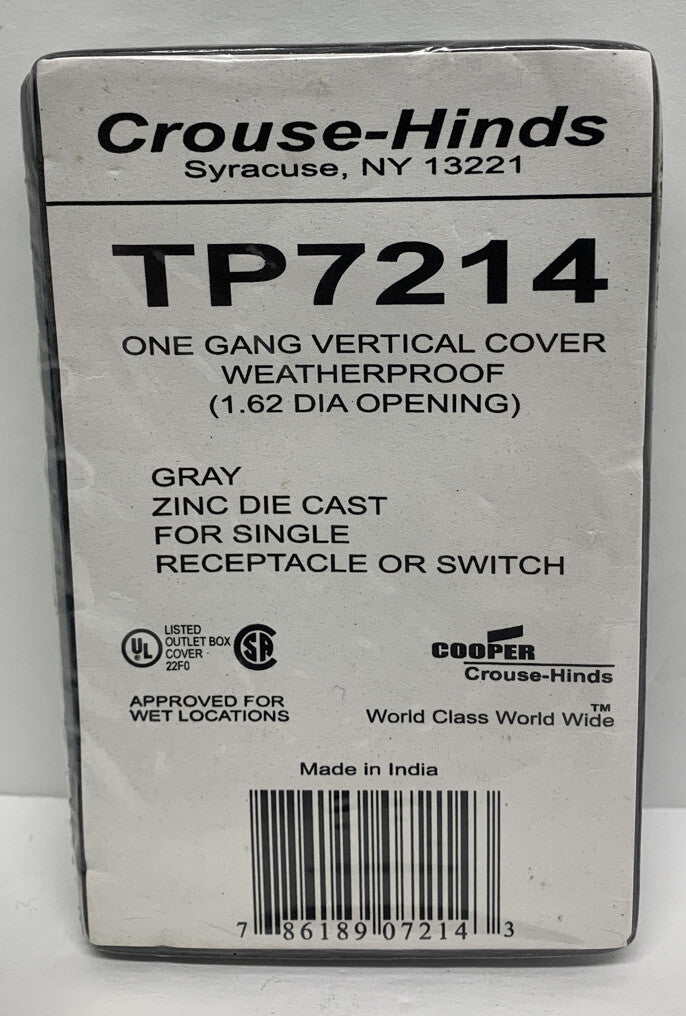 Crouse-Hinds
Syracuse, NY 13221
TP7214
ONE GANG VERTICAL COVER
WEATHERPROOF
(1.62 DIA OPENING)
GRAY
ZINC DIE CAST
FOR SINGLE
RECEPTACLE OR SWITCH
UL
LISTED
OUTLET BOX
COVER
22F0
SA
APPROVED FOR
WET LOCATIONS
COOPER
Crouse-Hinds
World Class World Wide™
Made in India
7 86189 07214 3